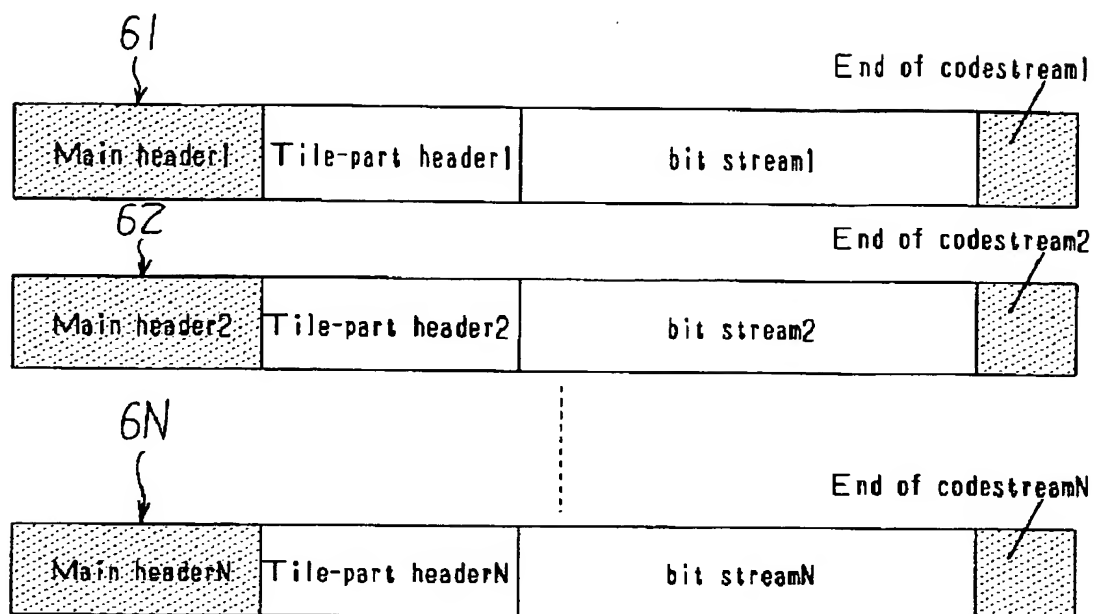 61
End of codestream1
Main header1 Tile-part header1 bit stream1
62
End of codestream2
Main header2 Tile-part header2 bit stream2
6N
End of codestreamN
Main headerN Tile-part headerN bit streamN